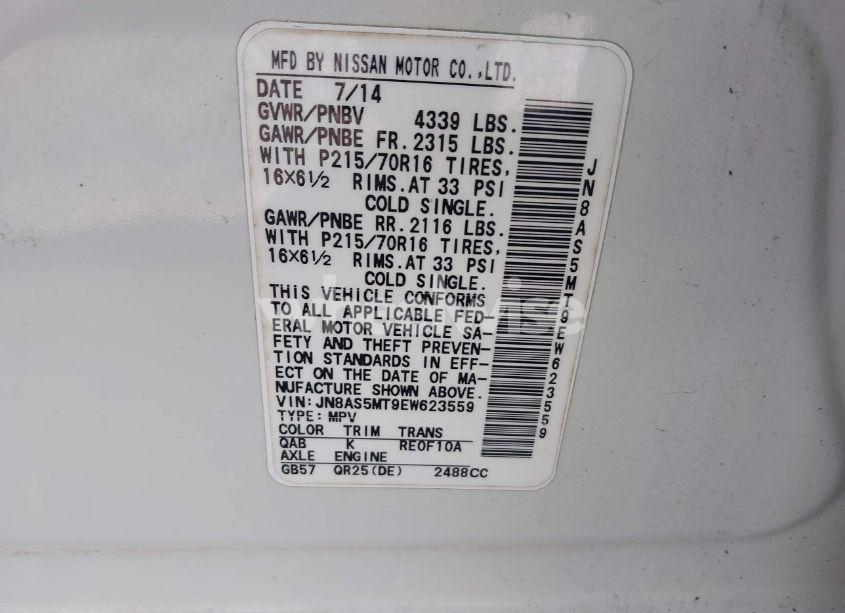 MFD BY NISSAN MOTOR CO.,LTD.
DATE 7/14
GVWR/PNBV 4339 LBS.
GAWR/PNBE FR. 2315 LBS.
WITH P215/70R16 TIRES,
16X6½ RIMS.AT 33 PSI
COLD SINGLE.
GAWR/PNBE RR. 2116 LBS.
WITH P215/70R16 TIRES,
16X6½ RIMS.AT 33 PSI
COLD SINGLE.
THIS VEHICLE CONFORMS
TO ALL APPLICABLE FED-
ERAL MOTOR VEHICLE SA-
FETY AND THEFT PREVEN-
TION STANDARDS IN EFF-
ECT ON THE DATE OF MA-
NUFACTURE SHOWN ABOVE.
VIN:JN8AS5MT9EW623559
TYPE:MPV
COLOR TRIM TRANS
QAB K RE0F10A
AXLE ENGINE
GB57 QR25(DE) 2488CC
JN8AS5MT9EW623559